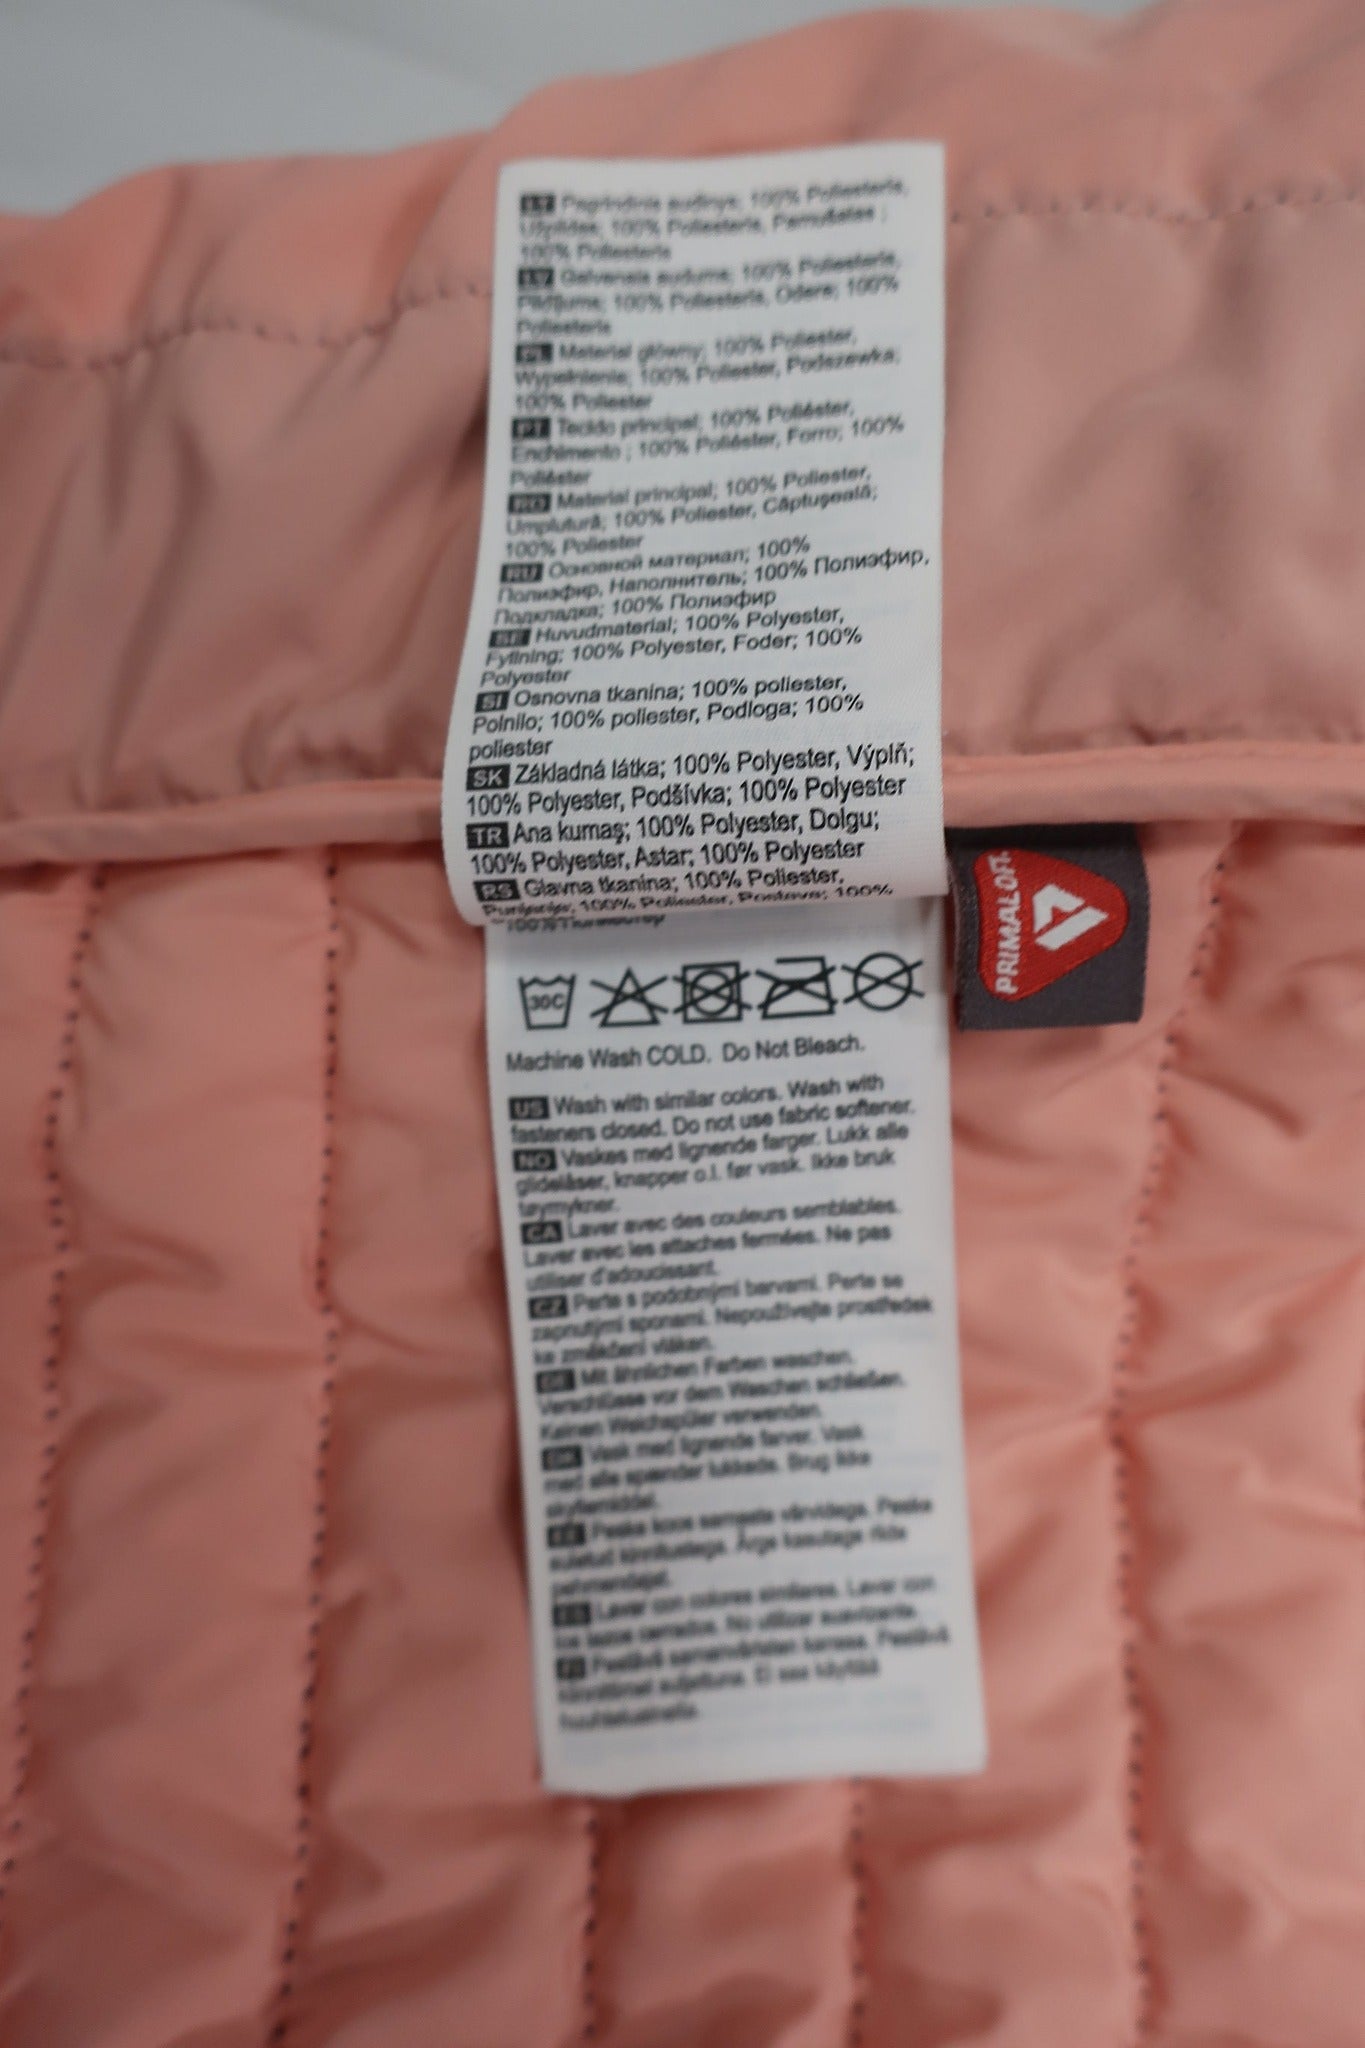 LT Pagrindinis audinys; 100% Poliesteris,
Užpildas; 100% Poliesteris, Pamušalas ;
100% Poliesteris
LV Galvenais audums; 100% Poliesteris,
Pildījums; 100% Poliesteris, Odere; 100%
Poliesteris
PL Materiał główny; 100% Poliester,
Wypełnienie; 100% Poliester, Podszewka;
100% Poliester
PT Tecido principal; 100% Poliéster,
Enchimento ; 100% Poliéster, Forro; 100%
Poliéster
RO Material principal; 100% Poliester,
Umplutură; 100% Poliester, Căptuşeală;
100% Poliester
RU Основной материал; 100%
Полиэфир, Наполнитель; 100% Полиэфир,
Подкладка; 100% Полиэфир
SE Huvudmaterial; 100% Polyester,
Fyllning; 100% Polyester, Foder; 100%
Polyester
SI Osnovna tkanina; 100% poliester,
Polnilo; 100% poliester, Podloga; 100%
poliester
SK Základná látka; 100% Polyester, Výplň;
100% Polyester, Podšívka; 100% Polyester
TR Ana kumaş; 100% Polyester, Dolgu;
100% Polyester, Astar; 100% Polyester
RS Glavna tkanina; 100% Poliester,
Punjenje; 100% Poliester, Postava; 100%
PRIMALOFT
30C
Machine Wash COLD. Do Not Bleach.
US Wash with similar colors. Wash with
fasteners closed. Do not use fabric softener.
NO Vaskes med lignende farger. Lukk alle
glidelåser, knapper o.l. før vask. Ikke bruk
tøymykner.
CA Laver avec des couleurs semblables.
Laver avec les attaches fermées. Ne pas
utiliser d'adoucissant.
CZ Perte s podobnými barvami. Perte se
zapnutými sponami. Nepoužívejte prostředek
ke změkčení vláken.
DE Mit ähnlichen Farben waschen.
Verschlüsse vor dem Waschen schließen.
Keinen Weichspüler verwenden.
DK Vask med lignende farver. Vask
med alle spænder lukkede. Brug ikke
skyllemiddel.
EE Peske koos sarnaste värvidega. Peske
suletud kinnitustega. Ärge kasutage riide
pehmendajat.
ES Lavar con colores similares. Lavar con
los lazos cerrados. No utilizar suavizante.
FI Pestävä samanväristen kanssa. Pestävä
kiinnittimet suljettuna. Ei saa käyttää
huuhteluainetta.